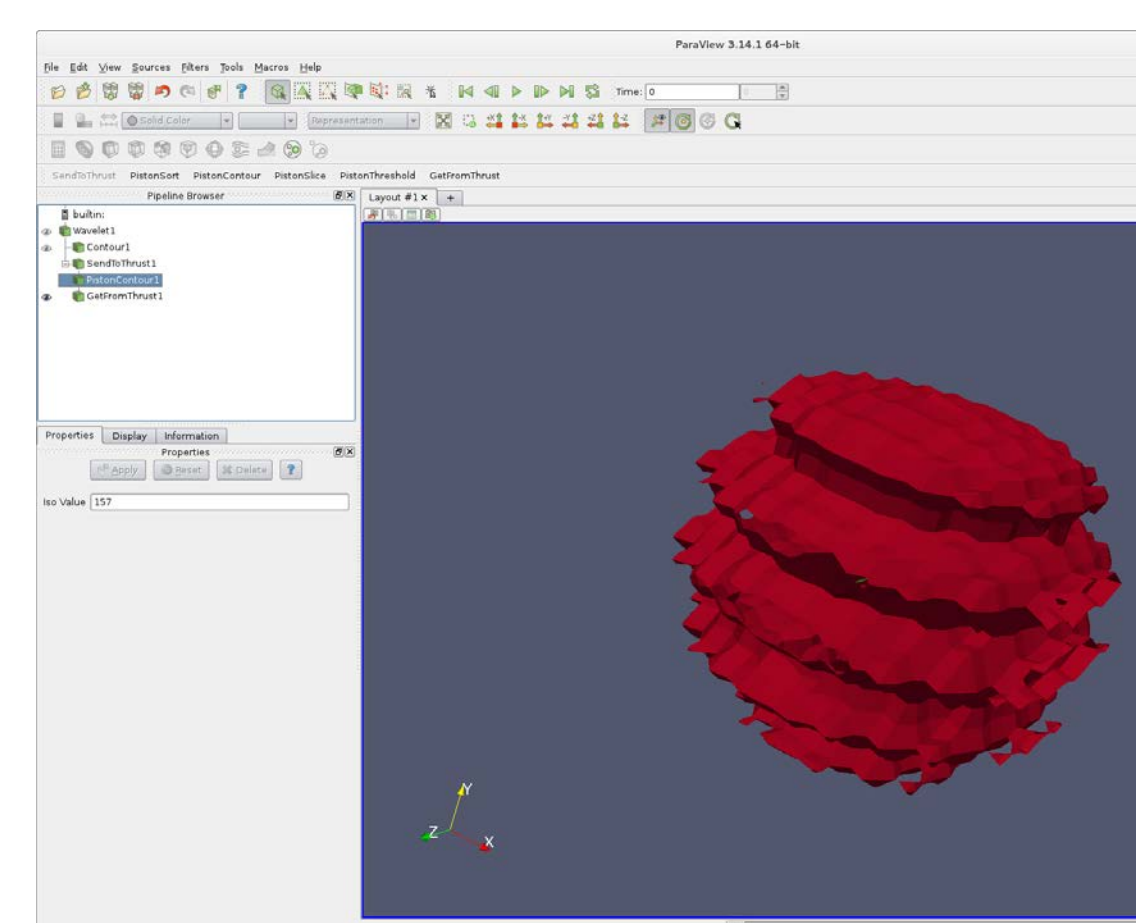 ParaView 3.14.1 64-bit
File Edit View Sources Filters Tools Macros Help
Time: 0 0
Solid Color Representation
-X +X +Y -Y +Z -Z
SendToThrust PistonSort PistonContour PistonSlice PistonThreshold GetFromThrust
Pipeline Browser
Layout #1 x +
builtin:
Wavelet1
Contour1
SendToThrust1
PistonContour1
GetFromThrust1
Properties Display Information
Properties
Apply Reset Delete ?
Iso Value 157
Y
Z
X